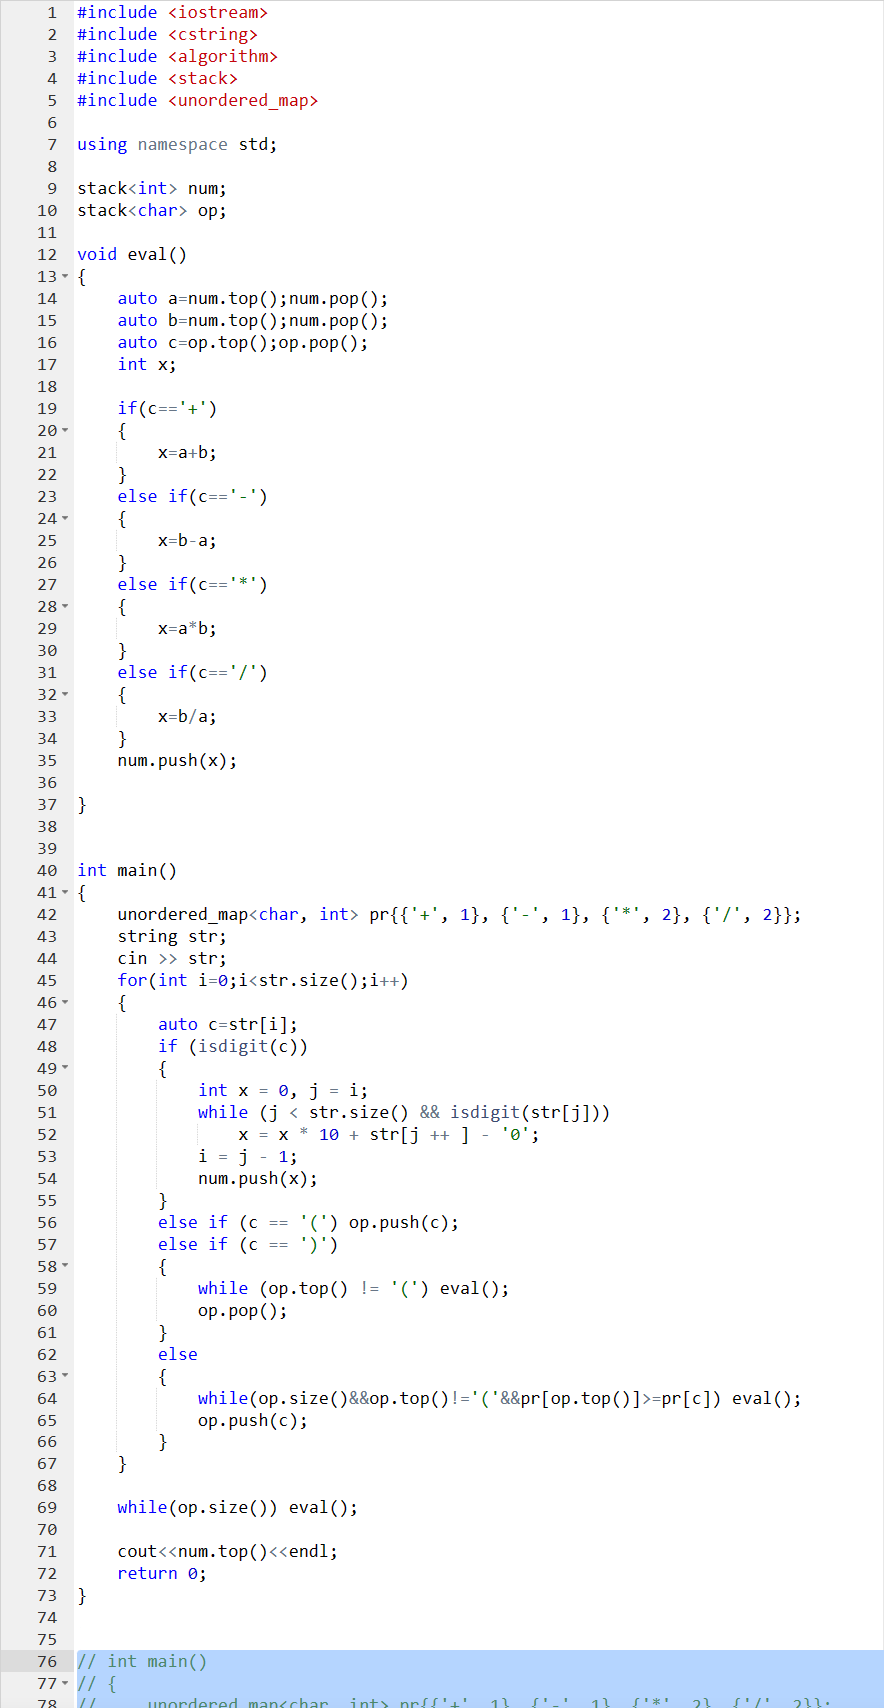 1 #include <iostream>
2 #include <cstring>
3 #include <algorithm>
4 #include <stack>
5 #include <unordered_map>
6
7 using namespace std;
8
9 stack<int> num;
10 stack<char> op;
11
12 void eval()
13 {
14     auto a=num.top();num.pop();
15     auto b=num.top();num.pop();
16     auto c=op.top();op.pop();
17     int x;
18
19     if(c=='+')
20     {
21         x=a+b;
22     }
23     else if(c=='-')
24     {
25         x=b-a;
26     }
27     else if(c=='*')
28     {
29         x=a*b;
30     }
31     else if(c=='/')
32     {
33         x=b/a;
34     }
35     num.push(x);
36
37 }
38
39
40 int main()
41 {
42     unordered_map<char, int> pr{{'+', 1}, {'-', 1}, {'*', 2}, {'/', 2}};
43     string str;
44     cin >> str;
45     for(int i=0;i<str.size();i++)
46     {
47         auto c=str[i];
48         if (isdigit(c))
49         {
50             int x = 0, j = i;
51             while (j < str.size() && isdigit(str[j]))
52                 x = x * 10 + str[j ++ ] - '0';
53             i = j - 1;
54             num.push(x);
55         }
56         else if (c == '(') op.push(c);
57         else if (c == ')')
58         {
59             while (op.top() != '(') eval();
60             op.pop();
61         }
62         else
63         {
64             while(op.size()&&op.top()!='('&&pr[op.top()]>=pr[c]) eval();
65             op.push(c);
66         }
67     }
68
69     while(op.size()) eval();
70
71     cout<<num.top()<<endl;
72     return 0;
73 }
74
75
76 // int main()
77 // {
78 //     unordered_map<char, int> pr{{'+', 1}, {'-', 1}, {'*', 2}, {'/', 2}};